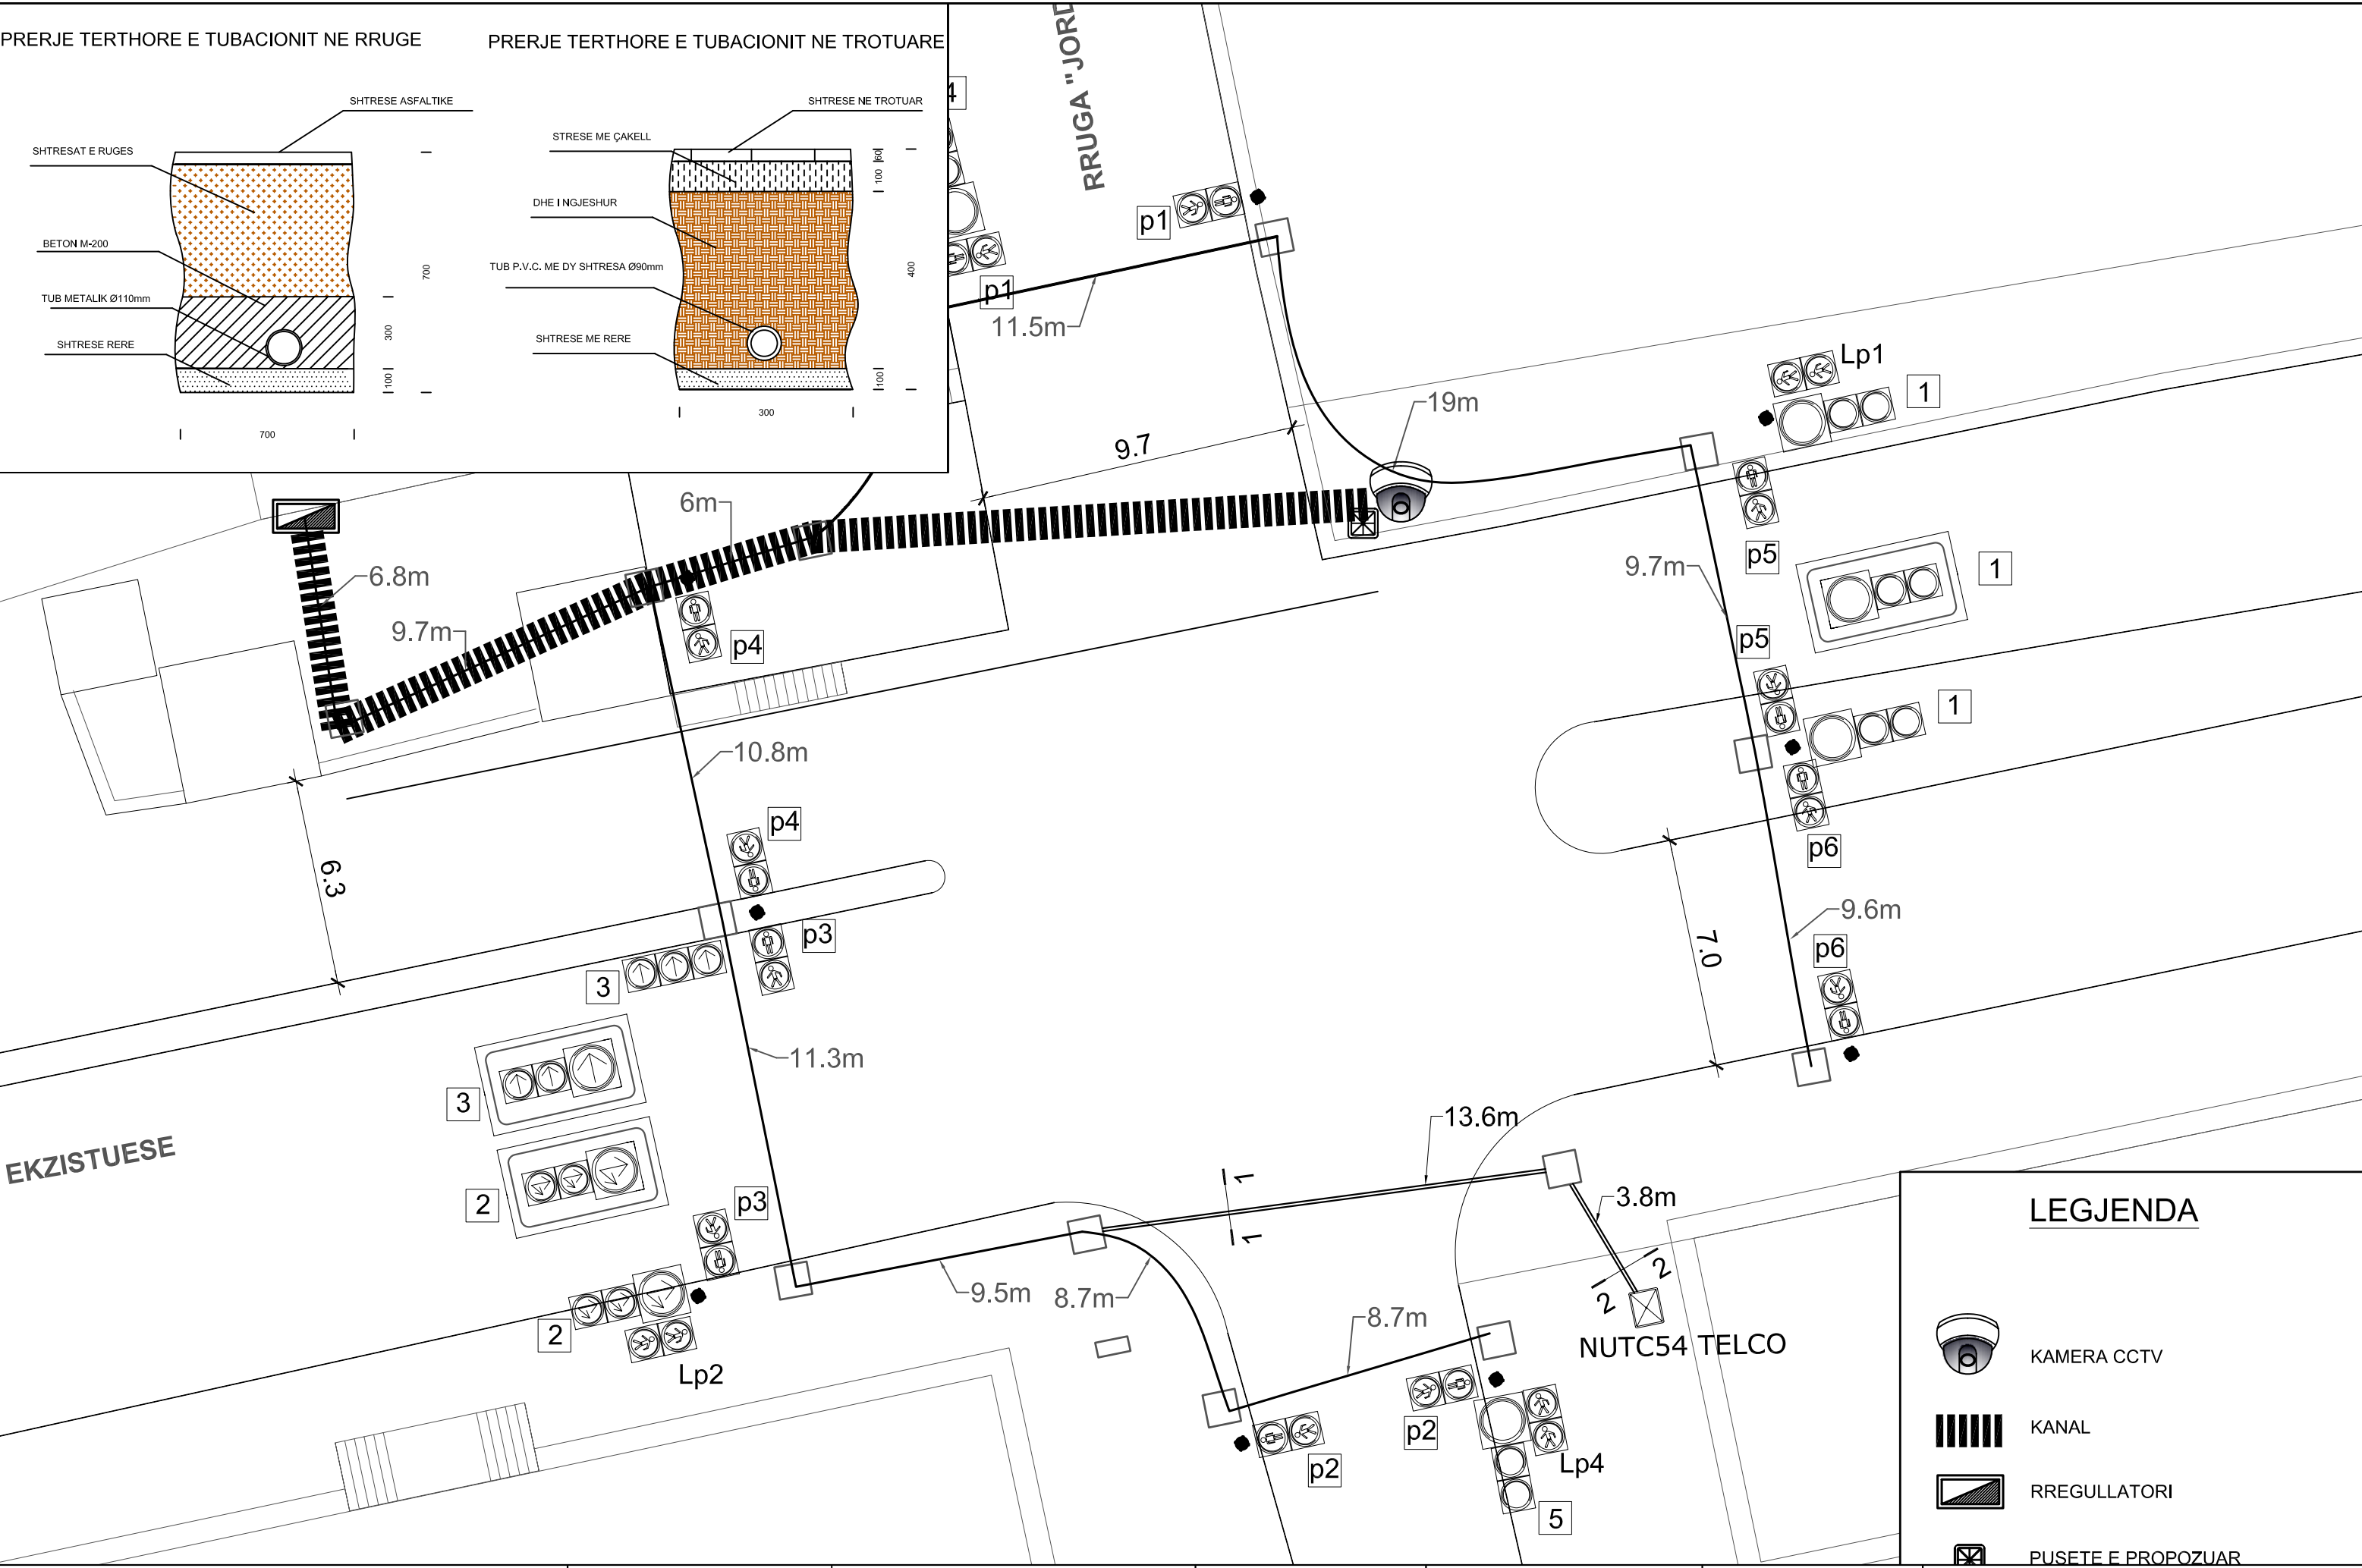 PRERJE TERTHORE E TUBACIONIT NE RRUGE
PRERJE TERTHORE E TUBACIONIT NE TROTUARE
SHTRESE ASFALTIKE
SHTRESAT E RUGES
BETON M-200
TUB METALIK Ø110mm
SHTRESE RERE
700
300
100
700
SHTRESE NE TROTUAR
STRESE ME ÇAKELL
DHE I NGJESHUR
TUB P.V.C. ME DY SHTRESA Ø90mm
SHTRESE ME RERE
60
100
400
100
300
4
RRUGA "JORD
p1
p1
11.5m
19m
Lp1
1
9.7
6m
6.8m
9.7m
p4
9.7m
p5
1
p5
1
10.8m
p4
p6
6.3
p3
3
9.6m
7.0
p6
11.3m
3
EKZISTUESE
2
p3
13.6m
1
1
3.8m
2
2
9.5m
8.7m
8.7m
2
Lp2
NUTC54 TELCO
p2
p2
Lp4
5
LEGJENDA
KAMERA CCTV
KANAL
RREGULLATORI
PUSETE E PROPOZUAR